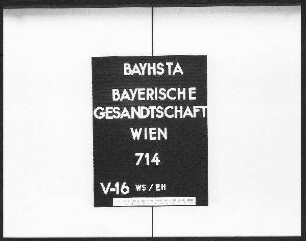 BAYHSTA
BAYERISCHE
GESANDTSCHAFT
WIEN
714
V-16 WS/EH